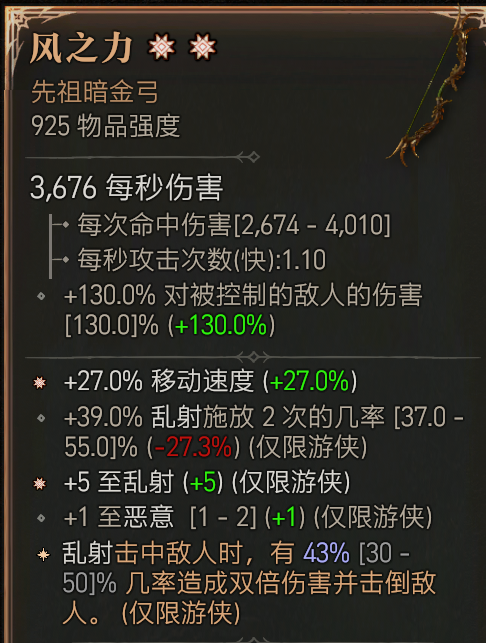 风之力
先祖暗金弓
925 物品强度
3,676 每秒伤害
每次命中伤害[2,674 - 4,010]
每秒攻击次数(快):1.10
+130.0% 对被控制的敌人的伤害
[130.0]% (+130.0%)
+27.0% 移动速度 (+27.0%)
+39.0% 乱射施放 2 次的几率 [37.0 -
55.0]% (-27.3%) (仅限游侠)
+5 至乱射 (+5) (仅限游侠)
+1 至恶意 [1 - 2] (+1) (仅限游侠)
乱射击中敌人时，有 43% [30 -
50]% 几率造成双倍伤害并击倒敌
人。 (仅限游侠)